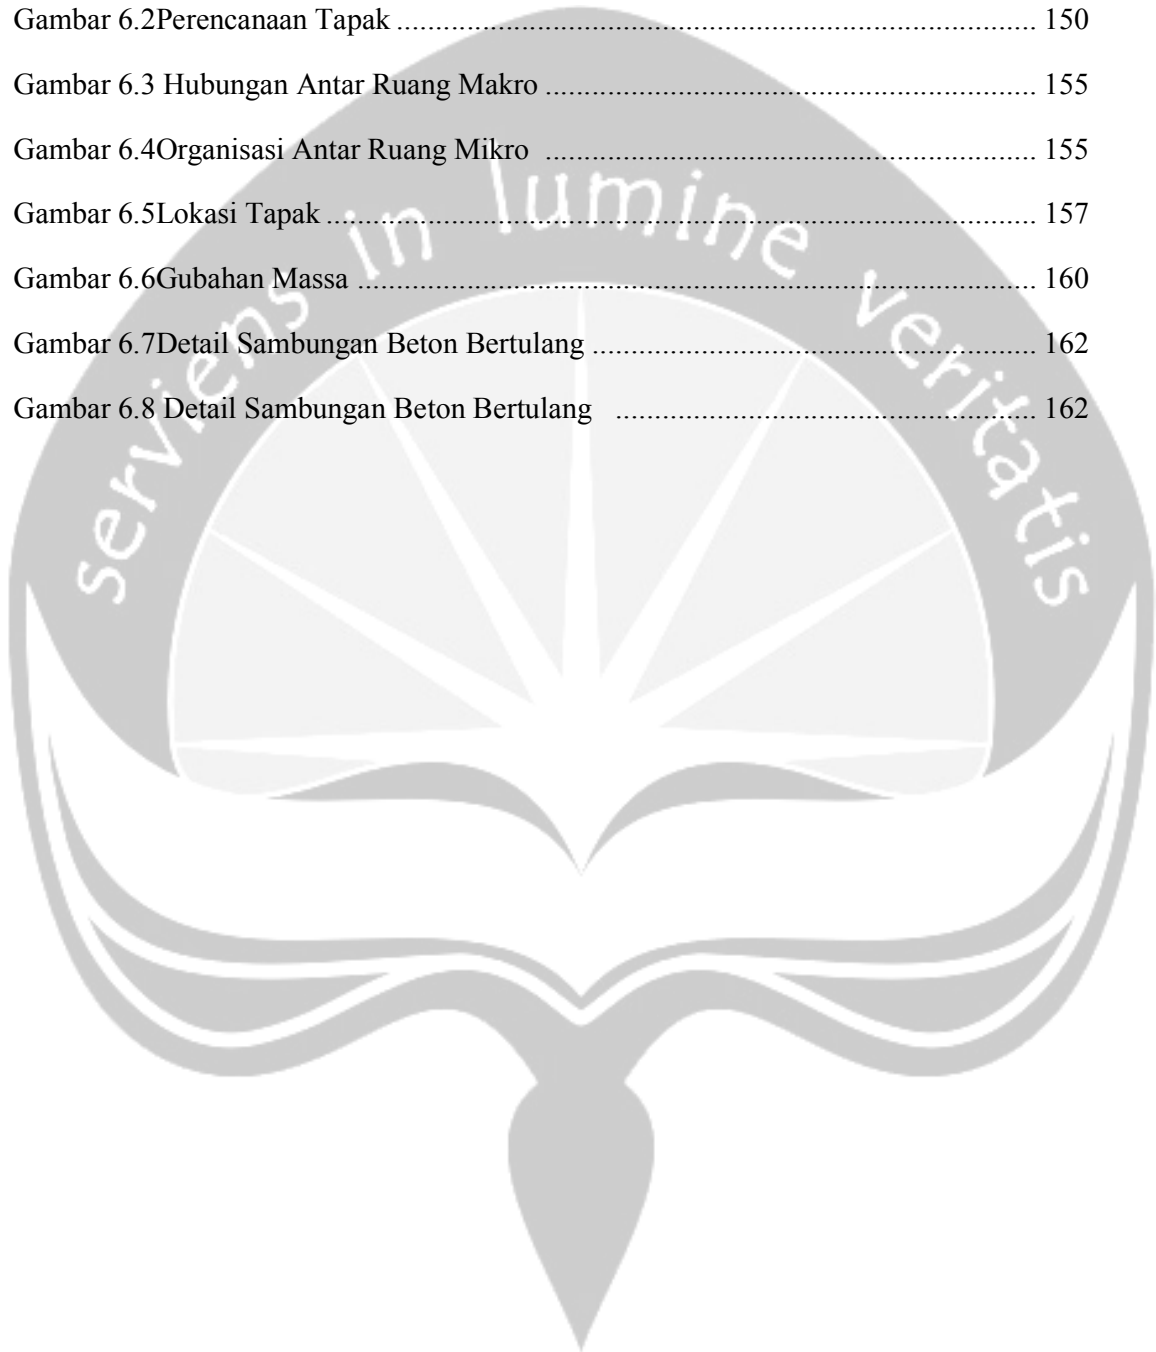 Gambar 6.2Perencanaan Tapak ........................................................................................ 150
Gambar 6.3 Hubungan Antar Ruang Makro .................................................................... 155
Gambar 6.4Organisasi Antar Ruang Mikro .................................................................... 155
Gambar 6.5Lokasi Tapak .................................................................................................. 157
Gambar 6.6Gubahan Massa .............................................................................................. 160
Gambar 6.7Detail Sambungan Beton Bertulang .............................................................. 162
Gambar 6.8 Detail Sambungan Beton Bertulang .......................................................... 162
serviens in lumine veritatis